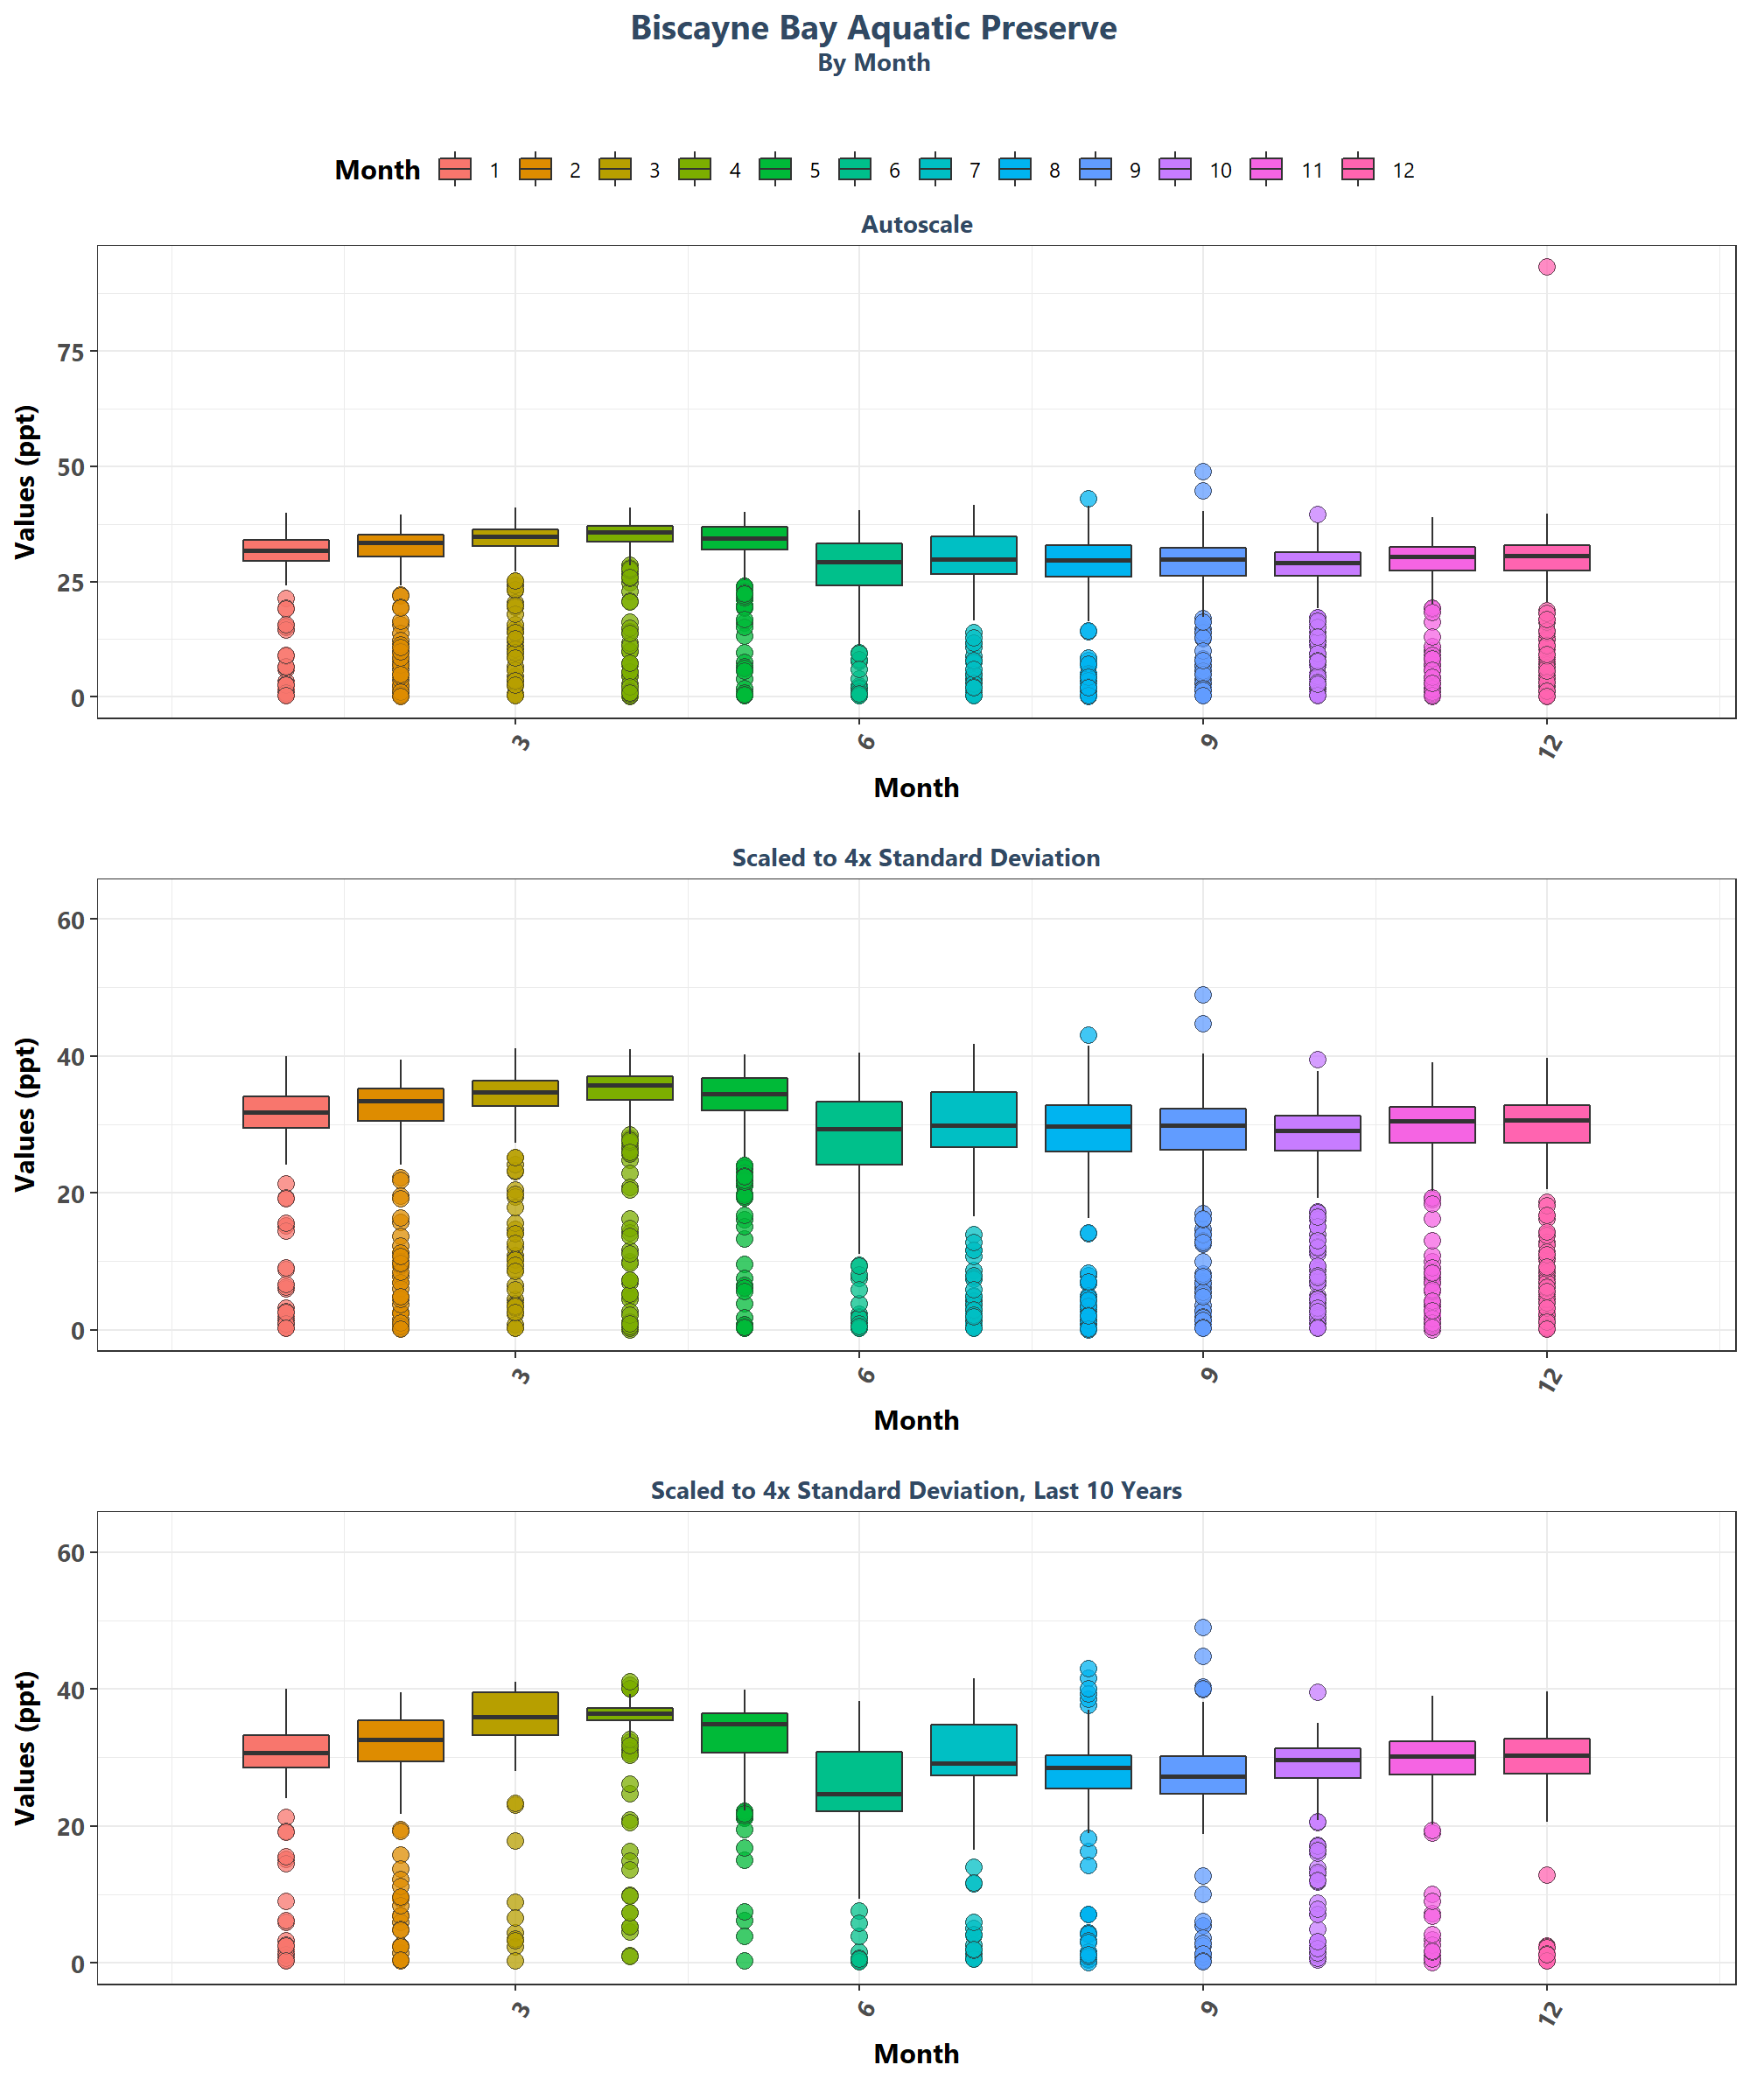 Biscayne Bay Aquatic Preserve
By Month
Month 1 2 3 4 5 6 7 8 9 10 11 12
Autoscale
Values (ppt)
75
50
25
0
3 6 9 12
Month
Scaled to 4x Standard Deviation
Values (ppt)
60
40
20
0
3 6 9 12
Month
Scaled to 4x Standard Deviation, Last 10 Years
Values (ppt)
60
40
20
0
3 6 9 12
Month